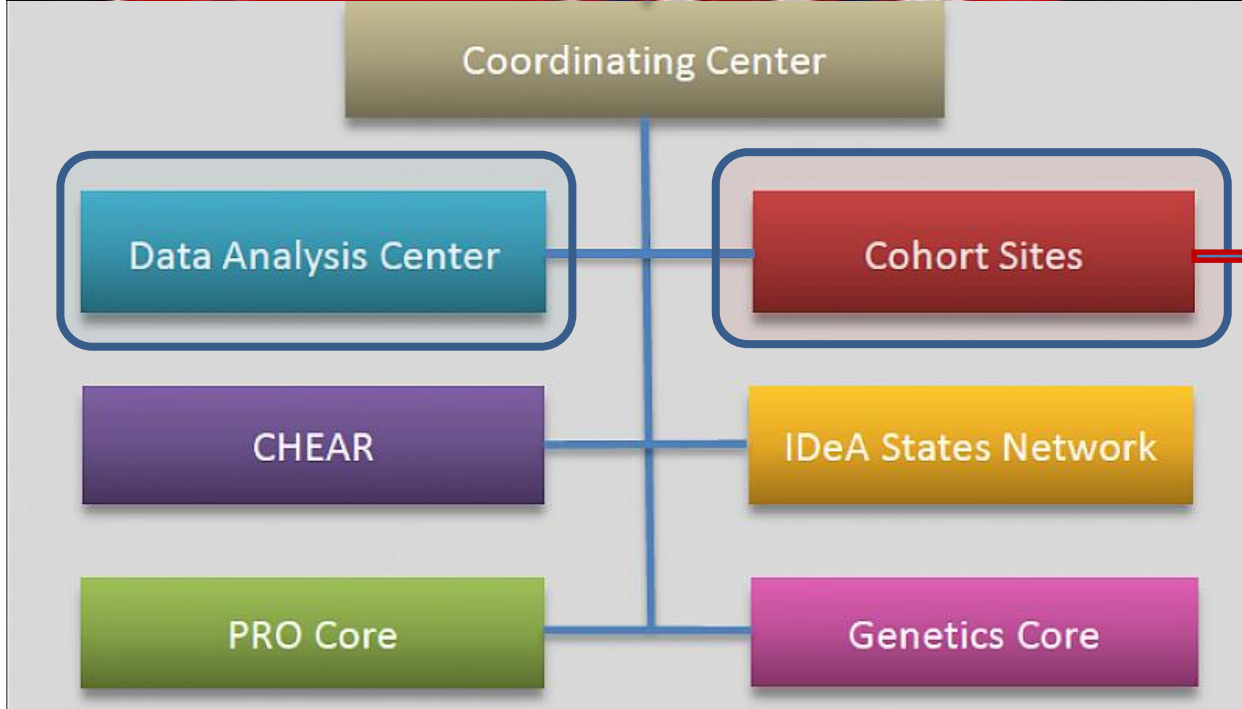 Coordinating Center
Data Analysis Center
Cohort Sites
CHEAR
IDeA States Network
PRO Core
Genetics Core